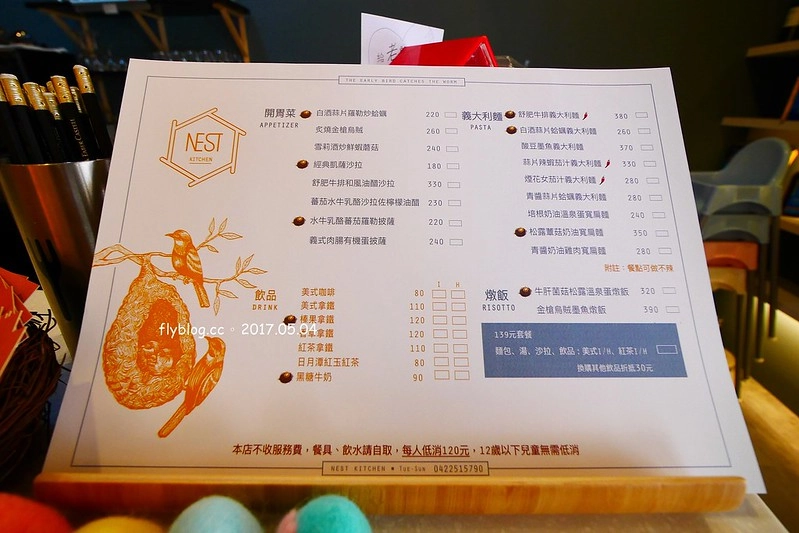 THE EARLY BIRD CATCHES THE WORM
NEST
KITCHEN
開胃菜
APPETIZER
白酒蒜片羅勒炒蛤蠣 220
炙燒金槍烏賊 260
雪莉酒炒鮮蝦蘑菇 240
經典凱薩沙拉 180
舒肥牛排和風油醋沙拉 330
蕃茄水牛乳酪沙拉佐檸檬油醋 230
水牛乳酪蕃茄羅勒披薩 220
義式肉腸有機蛋披薩 240
義大利麵
PASTA
舒肥牛排義大利麵 380
白酒蒜片蛤蠣義大利麵 260
酸豆墨魚義大利麵 370
蒜片辣蝦茄汁義大利麵 330
煙花女茄汁義大利麵 280
青醬蒜片蛤蠣義大利麵 280
培根奶油溫泉蛋寬扁麵 240
松露蕈菇奶油寬扁麵 350
青醬奶油雞肉寬扁麵 280
附註：餐點可做不辣
飲品
DRINK
I H
美式咖啡 80
美式拿鐵 110
榛果拿鐵 120
拿鐵 120
紅茶拿鐵 110
日月潭紅玉紅茶 80
黑糖牛奶 90
燉飯
RISOTTO
牛肝菌菇松露溫泉蛋燉飯 320
金槍烏賊墨魚燉飯 390
139元套餐
麵包、湯、沙拉、飲品：美式I/H、紅茶I/H
換購其他飲品折抵30元
flyblog.cc。2017.05.04
本店不收服務費，餐具、飲水請自取，每人低消120元，12歲以下兒童無需低消
NEST KITCHEN ● Tue-Sun 0422515790